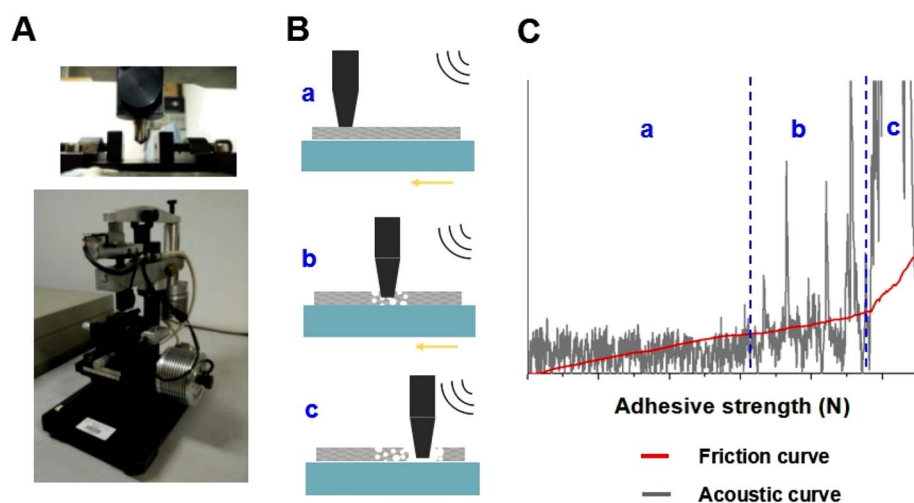 A
B
C
a
b
c
a
b
c
Adhesive strength (N)
Friction curve
Acoustic curve